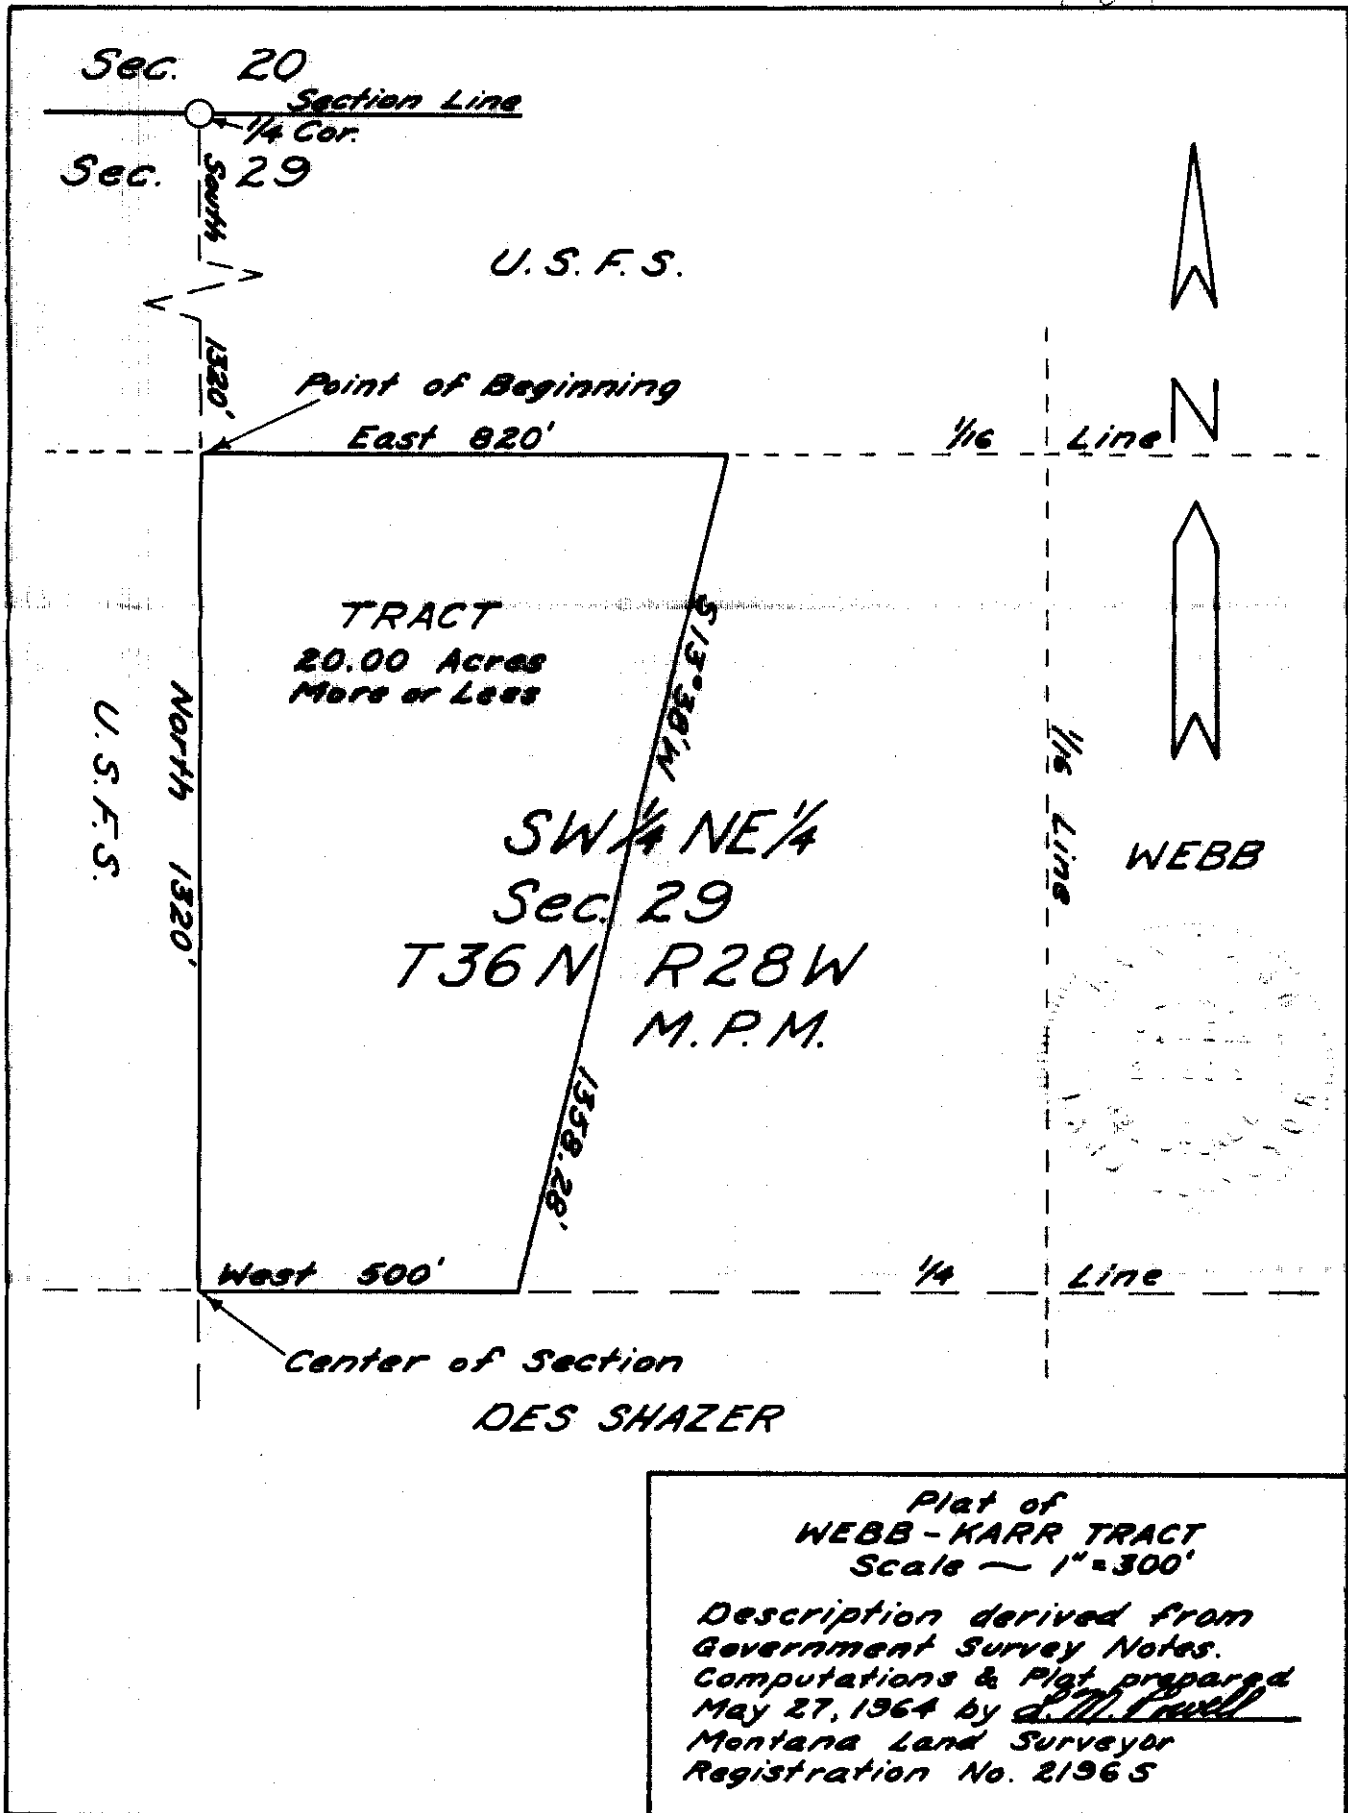 Sec. 20
Section Line
1/4 Cor.
Sec. 29
South
U.S.F.S.
1320'
Point of Beginning
East 820'
1/16 Line
N
TRACT
20.00 Acres
More or Less
S13°38'W
U.S.F.S.
North 1320'
1/16 Line
SW 1/4 NE 1/4
Sec. 29
T36N R28W
M.P.M.
WEBB
1358.28'
West 500'
1/4 Line
Center of Section
DES SHAZER
Plat of
WEBB-KARR TRACT
Scale ~ 1"=300'
Description derived from
Government Survey Notes.
Computations & Plat prepared
May 27, 1964 by
Montana Land Surveyor
Registration No. 2196S